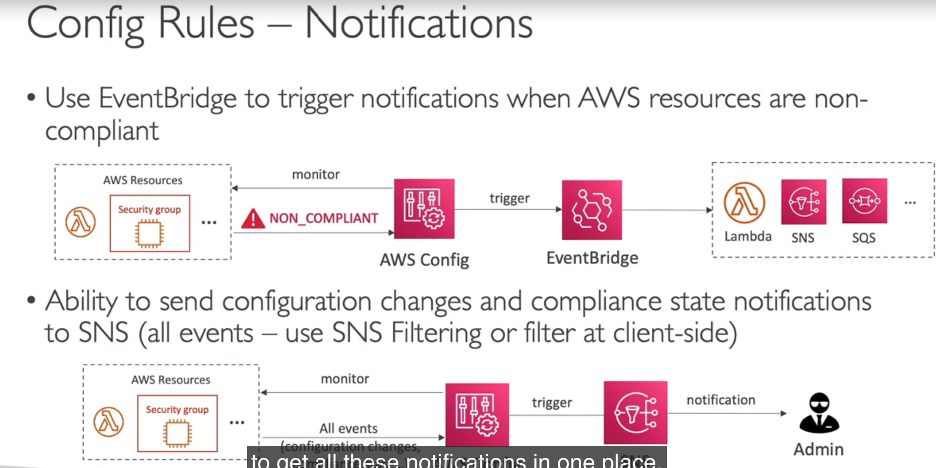 Config Rules – Notifications
• Use EventBridge to trigger notifications when AWS resources are non-
compliant
AWS Resources
Security group
...
monitor
NON_COMPLIANT
AWS Config
trigger
EventBridge
Lambda
SNS
SQS
...
• Ability to send configuration changes and compliance state notifications
to SNS (all events – use SNS Filtering or filter at client-side)
AWS Resources
Security group
...
monitor
All events
(configuration changes,
trigger
notification
Admin
to get all these notifications in one place.